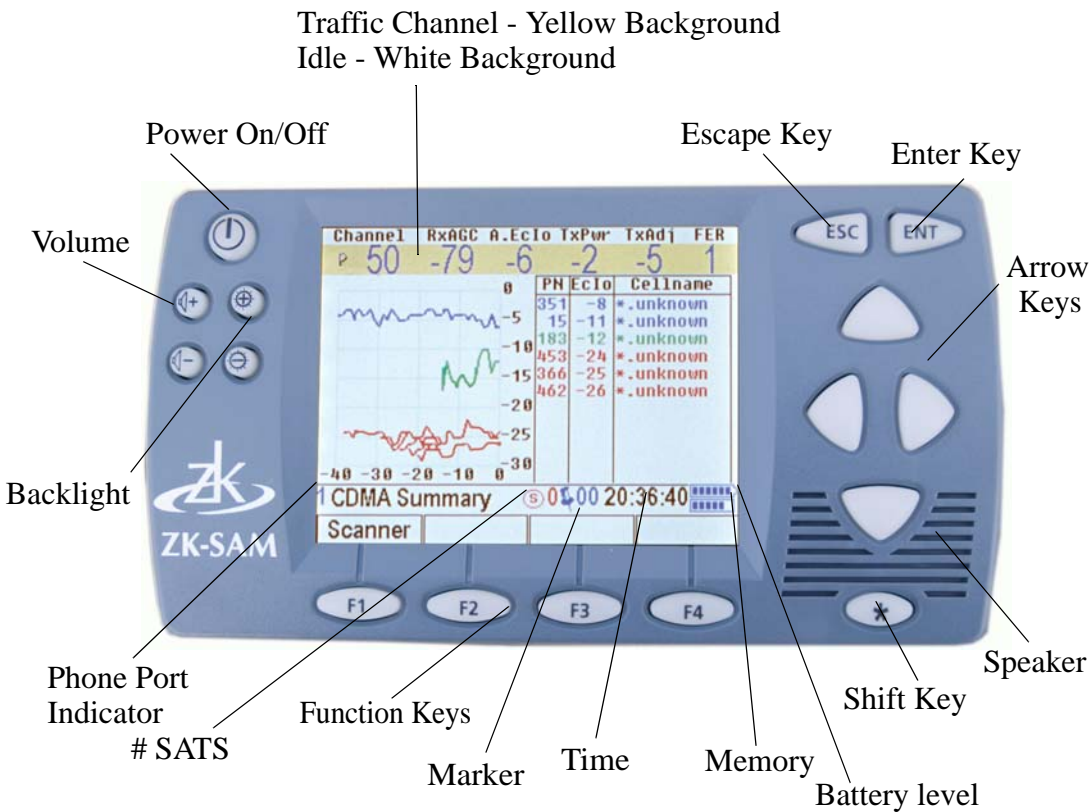 Traffic Channel - Yellow Background
Idle - White Background
Power On/Off
Escape Key
Enter Key
Volume
Arrow
Keys
ESC
ENT
Channel RxAGC A.EcIo TxPwr TxAdj FER
P 50 -79 -6 -2 -5 1
PN EcIo Cellname
351 -8 *.unknown
15 -11 *.unknown
183 -12 *.unknown
453 -24 *.unknown
366 -25 *.unknown
462 -26 *.unknown
0
-5
-10
-15
-20
-25
-30
-40 -30 -20 -10 0
1 CDMA Summary S 0 00 20:36:40
Scanner
Backlight
zk
ZK-SAM
F1
F2
F3
F4
*
Phone Port
Indicator
# SATS
Function Keys
Marker
Time
Memory
Battery level
Shift Key
Speaker